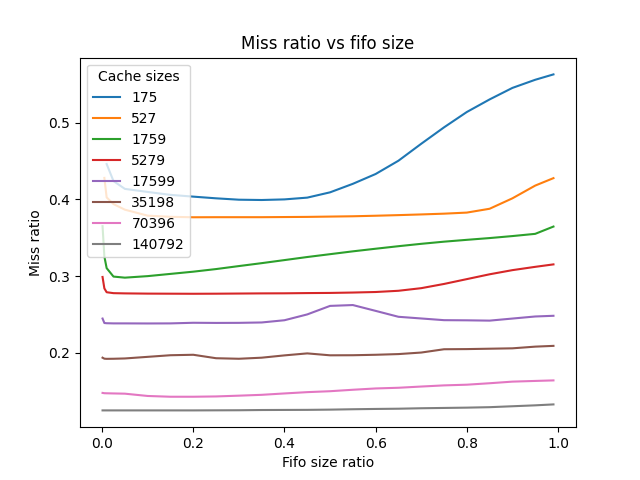 Miss ratio vs fifo size
Cache sizes
175
527
1759
5279
17599
35198
70396
140792
Miss ratio
0.5
0.4
0.3
0.2
0.0 0.2 0.4 0.6 0.8 1.0
Fifo size ratio